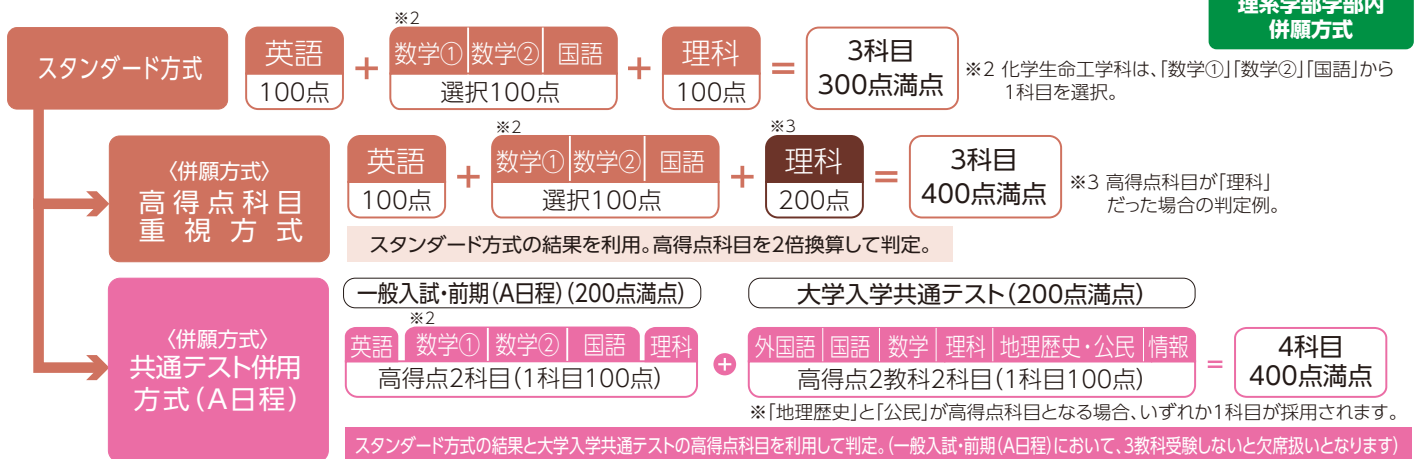 理系学部学部内
併願方式
スタンダード方式
英語
100点
+
※2
数学① 数学② 国語
選択100点
+
理科
100点
=
3科目
300点満点
※2 化学生命工学科は、「数学①」「数学②」「国語」から
1科目を選択。
〈併願方式〉
高得点科目
重視方式
英語
100点
+
※2
数学① 数学② 国語
選択100点
+
※3
理科
200点
=
3科目
400点満点
※3 高得点科目が「理科」
だった場合の判定例。
スタンダード方式の結果を利用。高得点科目を2倍換算して判定。
〈併願方式〉
共通テスト併用
方式(A日程)
一般入試・前期(A日程)(200点満点)
※2
英語 数学① 数学② 国語 理科
高得点2科目(1科目100点)
+
大学入学共通テスト(200点満点)
外国語 国語 数学 理科 地理歴史・公民 情報
高得点2教科2科目(1科目100点)
=
4科目
400点満点
※「地理歴史」と「公民」が高得点科目となる場合、いずれか1科目が採用されます。
スタンダード方式の結果と大学入学共通テストの高得点科目を利用して判定。(一般入試・前期(A日程)において、3教科受験しないと欠席扱いとなります)